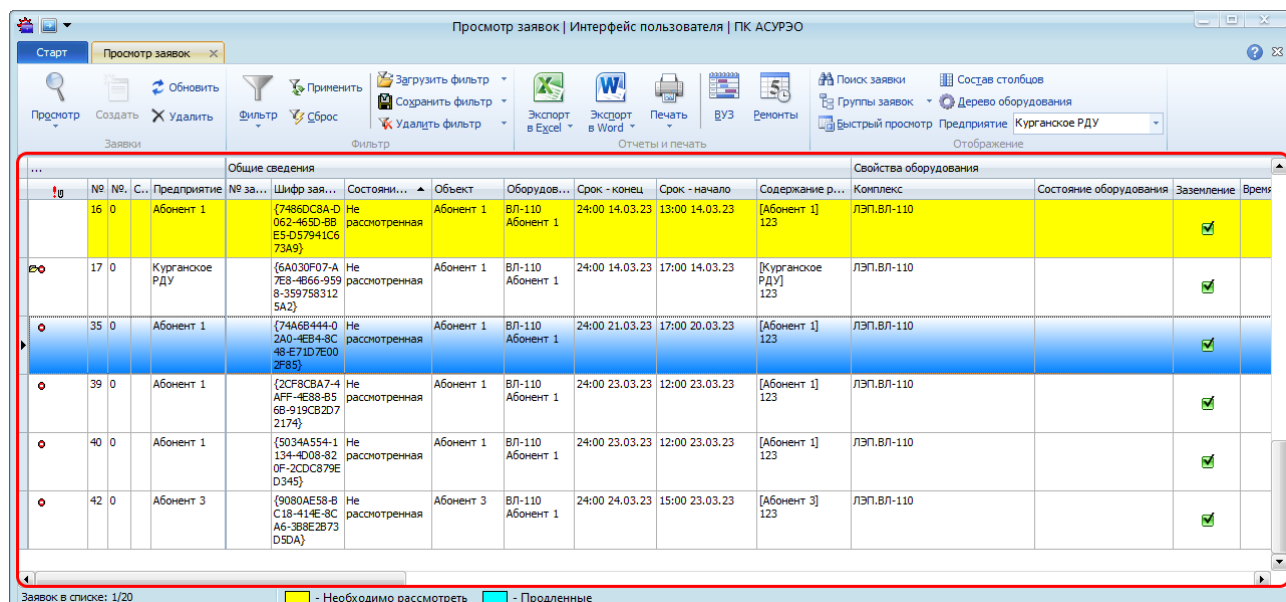 Просмотр заявок | Интерфейс пользователя | ПК АСУРЭО
Старт
Просмотр заявок
Просмотр
Создать
Обновить
Удалить
Заявки
Фильтр
Применить
Сброс
Загрузить фильтр
Сохранить фильтр
Удалить фильтр
Фильтр
Экспорт
в Excel
Экспорт
в Word
Печать
ВУЗ
Ремонты
Отчеты и печать
Поиск заявки
Группы заявок
Быстрый просмотр
Состав столбцов
Дерево оборудования
Предприятие Курганское РДУ
Отображение
... Общие сведения Свойства оборудования
№ №. С.. Предприятие № за... Шифр зая... Состояни... Объект Оборудов... Срок - конец Срок - начало Содержание р... Комплекс Состояние оборудования Заземление Время
16 0 Абонент 1 {7486DC8A-D Не Абонент 1 ВЛ-110 24:00 14.03.23 13:00 14.03.23 [Абонент 1] ЛЭП.ВЛ-110
062-465D-BB рассмотренная Абонент 1 123
E5-D57941C6
73A9}
17 0 Курганское {6A030F07-A Не Абонент 1 ВЛ-110 24:00 14.03.23 17:00 14.03.23 [Курганское ЛЭП.ВЛ-110
РДУ 7E8-4B66-959 рассмотренная Абонент 1 РДУ]
8-359758312 123
5A2}
35 0 Абонент 1 {74A6B444-0 Не Абонент 1 ВЛ-110 24:00 21.03.23 17:00 20.03.23 [Абонент 1] ЛЭП.ВЛ-110
2A0-4EB4-8C рассмотренная Абонент 1 123
48-E71D7E00
2F85}
39 0 Абонент 1 {2CF8CBA7-4 Не Абонент 1 ВЛ-110 24:00 23.03.23 12:00 23.03.23 [Абонент 1] ЛЭП.ВЛ-110
AFF-4E88-B5 рассмотренная Абонент 1 123
6B-919CB2D7
2174}
40 0 Абонент 1 {5034A554-1 Не Абонент 1 ВЛ-110 24:00 23.03.23 12:00 23.03.23 [Абонент 1] ЛЭП.ВЛ-110
134-4D08-82 рассмотренная Абонент 1 123
0F-2CDC879E
D345}
42 0 Абонент 3 {9080AE58-B Не Абонент 3 ВЛ-110 24:00 24.03.23 15:00 23.03.23 [Абонент 3] ЛЭП.ВЛ-110
C18-414E-8C рассмотренная Абонент 1 123
A6-3B8E2B73
D5DA}
Заявок в списке: 1/20 - Необходимо рассмотреть - Продленные